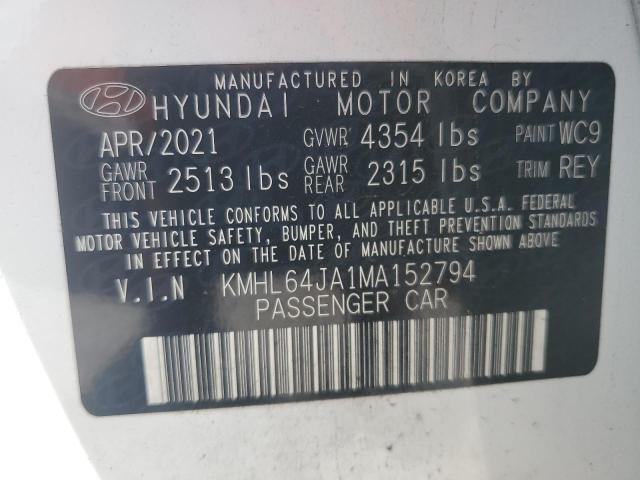 MANUFACTURED IN KOREA BY
HYUNDAI MOTOR COMPANY
APR/2021 GVWR 4354 lbs PAINT WC9
GAWR FRONT 2513 lbs GAWR REAR 2315 lbs TRIM REY
THIS VEHICLE CONFORMS TO ALL APPLICABLE U.S.A. FEDERAL
MOTOR VEHICLE SAFETY, BUMPER, AND THEFT PREVENTION STANDARDS
IN EFFECT ON THE DATE OF MANUFACTURE SHOWN ABOVE
V.I.N KMHL64JA1MA152794
PASSENGER CAR